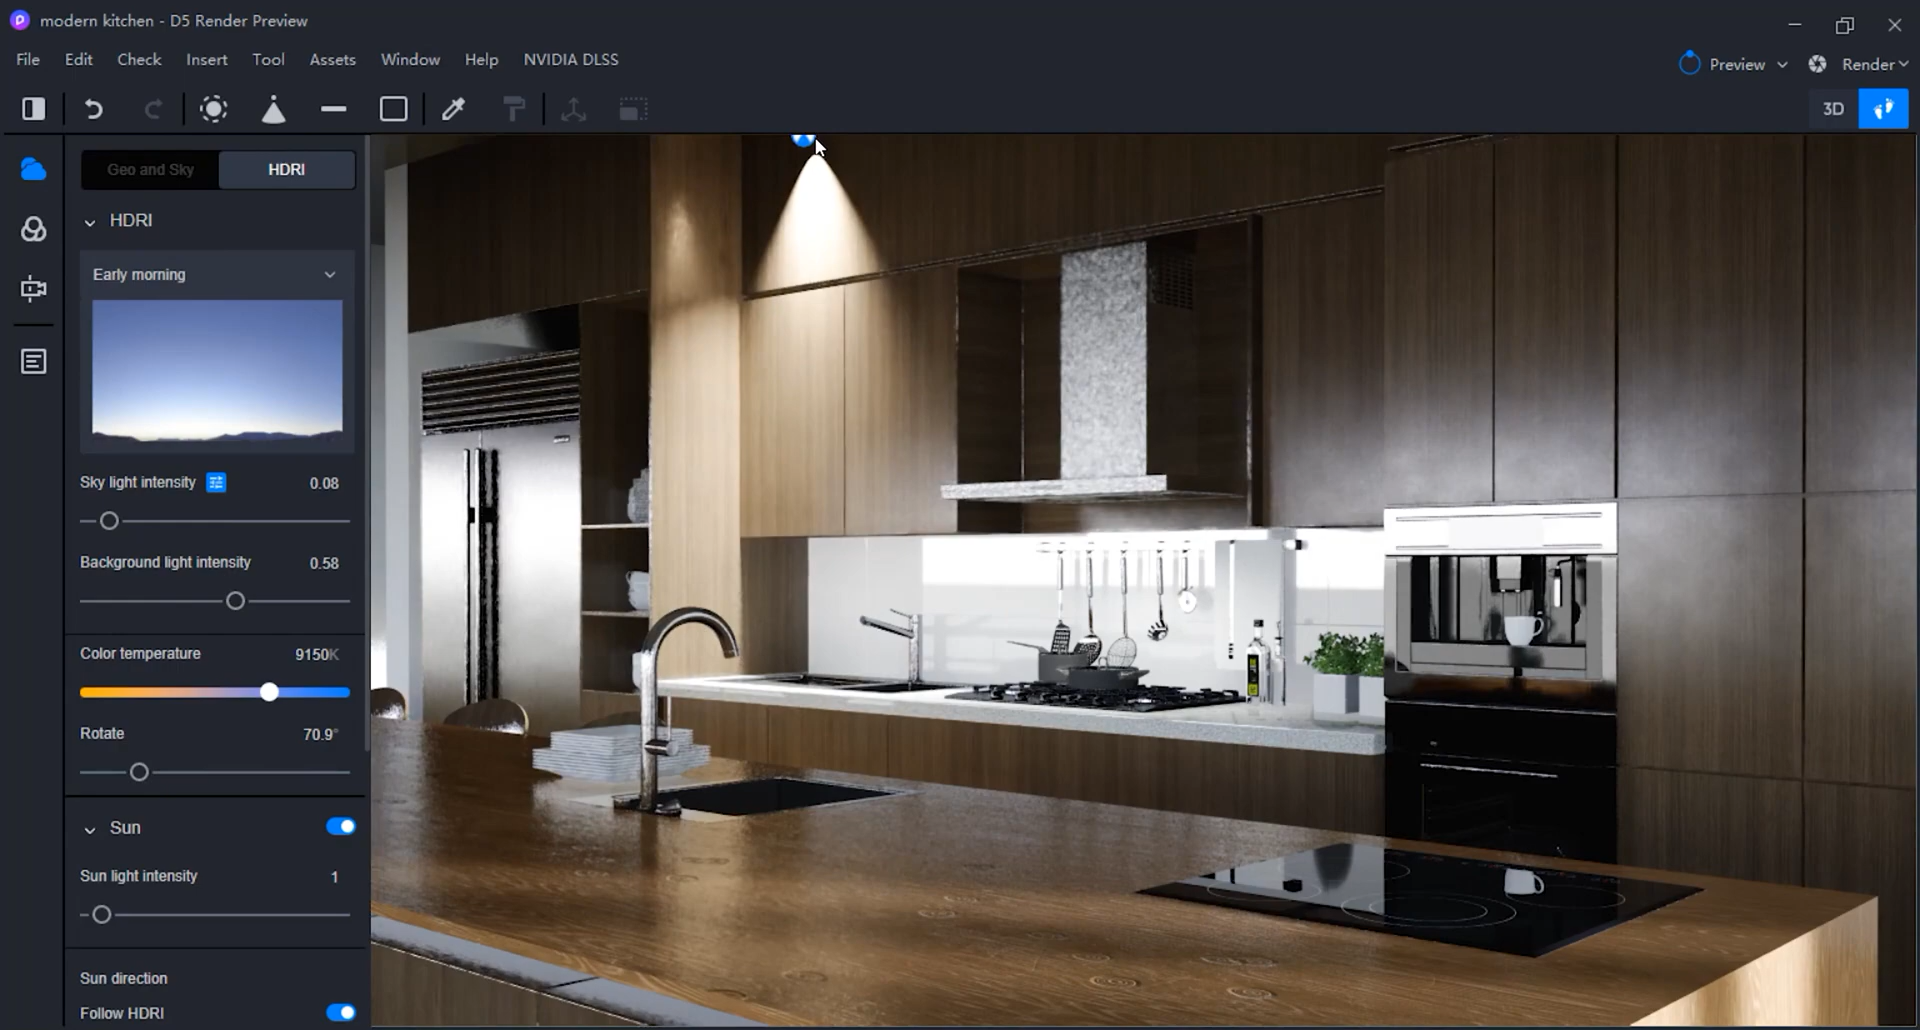 modern kitchen - D5 Render Preview
File Edit Check Insert Tool Assets Window Help NVIDIA DLSS
Preview Render
3D
Geo and Sky HDRI
HDRI
Early morning
Sky light intensity 0.08
Background light intensity 0.58
Color temperature 9150K
Rotate 70.9°
Sun
Sun light intensity 1
Sun direction
Follow HDRI